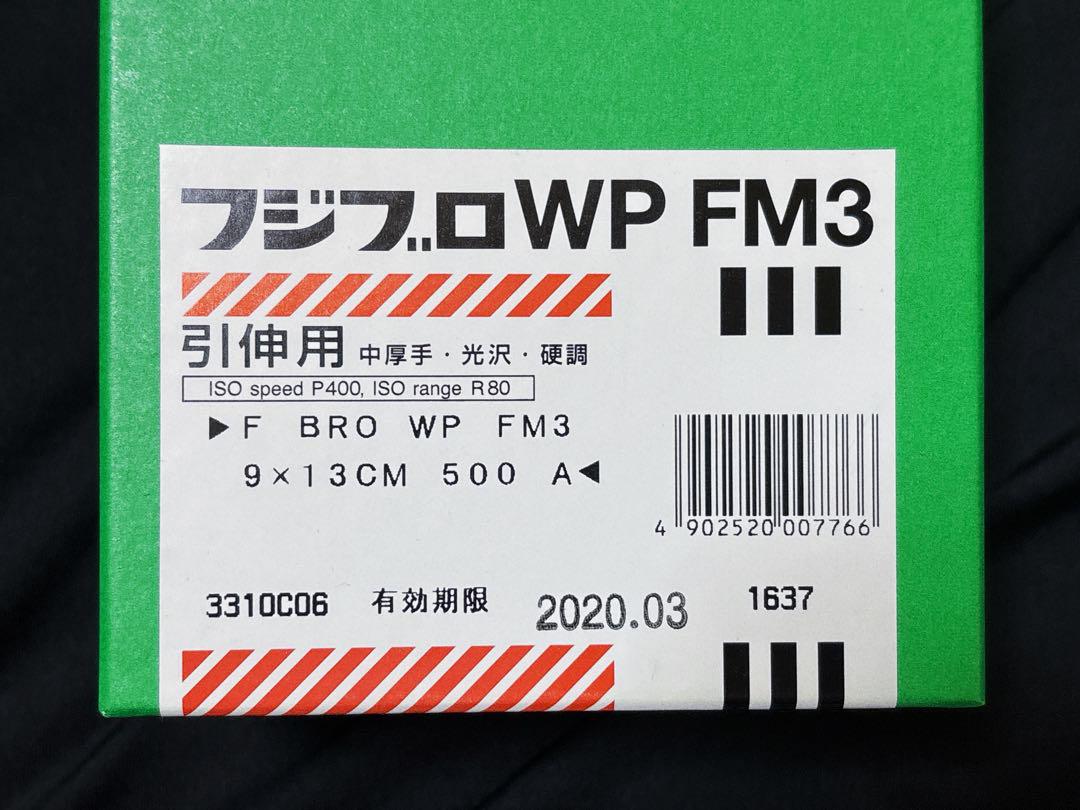 フジブロ WP FM3
引伸用 中厚手・光沢・硬調
ISO speed P400, ISO range R80
▶F BRO WP FM3
9×13CM 500 A◀
4 902520 007766
3310C06 有効期限 2020.03 1637